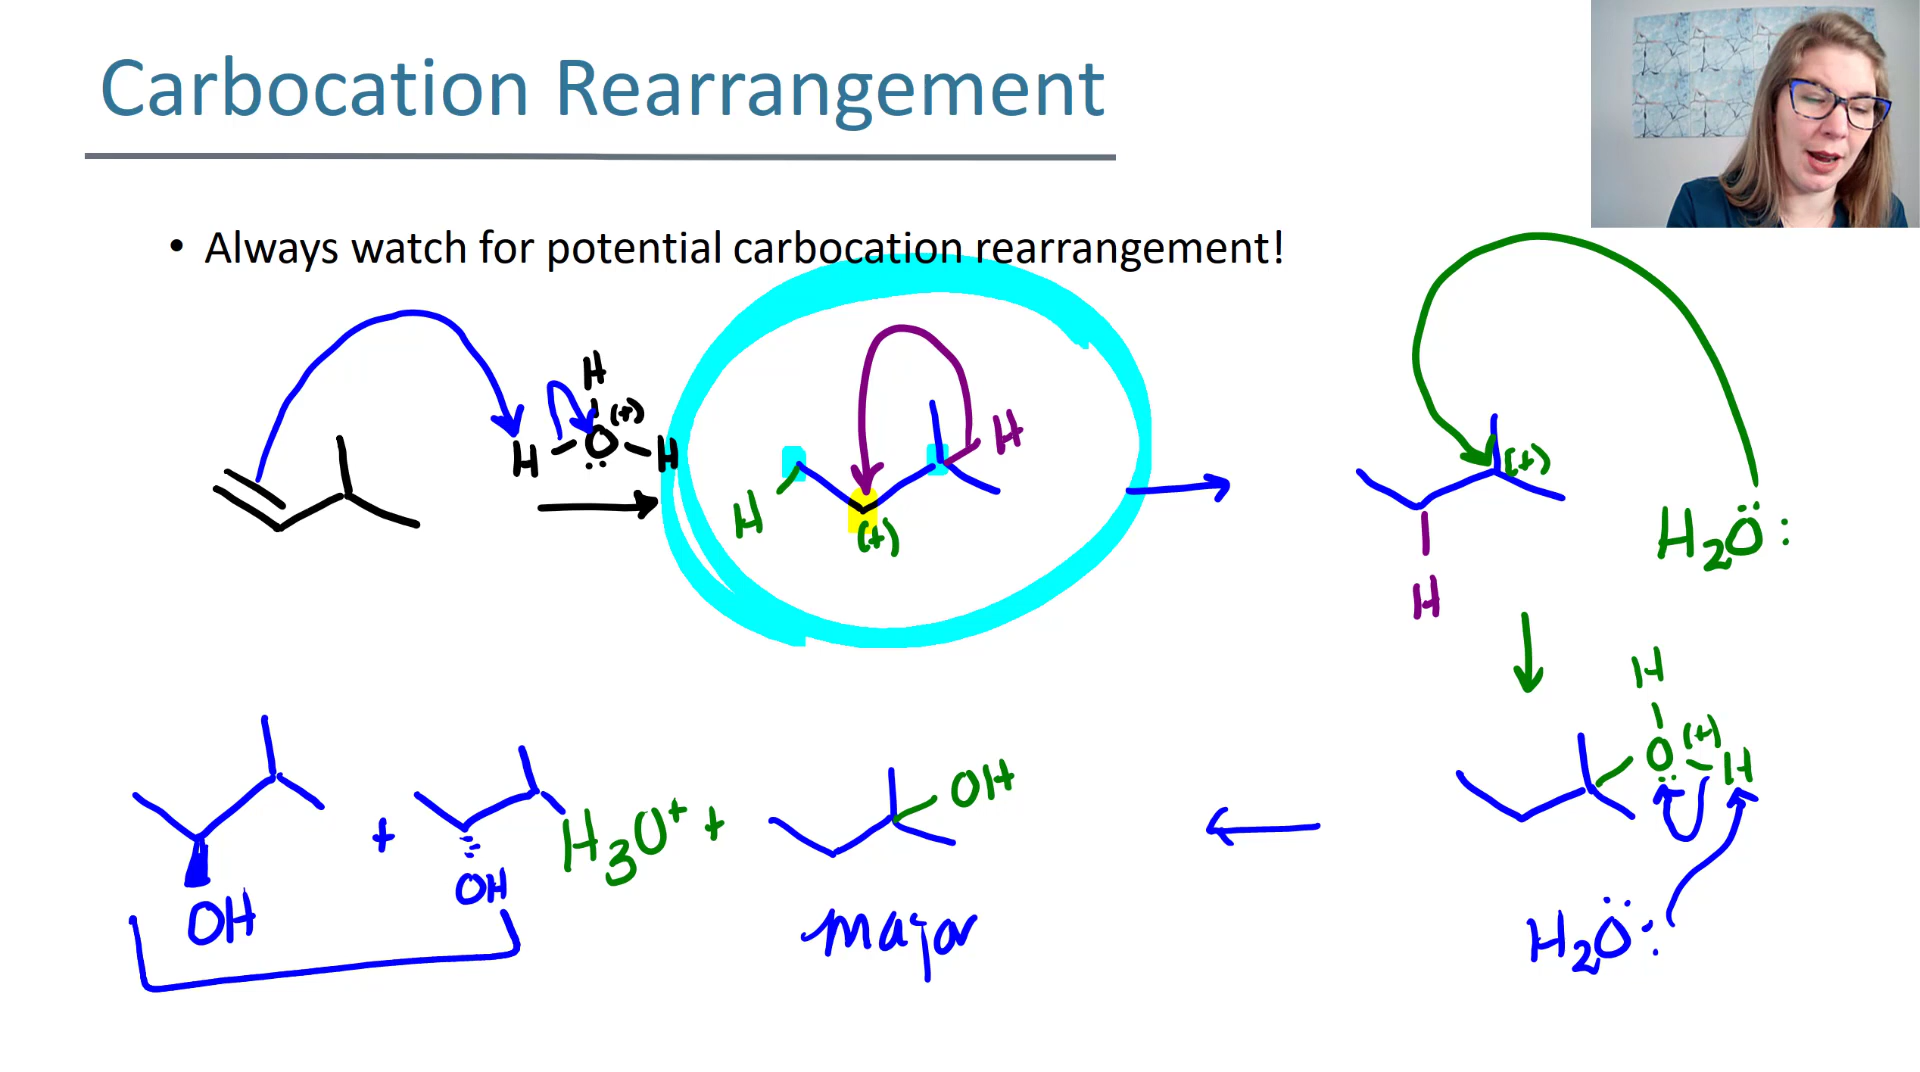 Carbocation Rearrangement
• Always watch for potential carbocation rearrangement!
H
H–O–H
(+)
H
(+)
H
(+)
H
H₂O:
H
O
(+)
H
OH
+
OH
H₃O⁺ +
OH
major
H₂O: